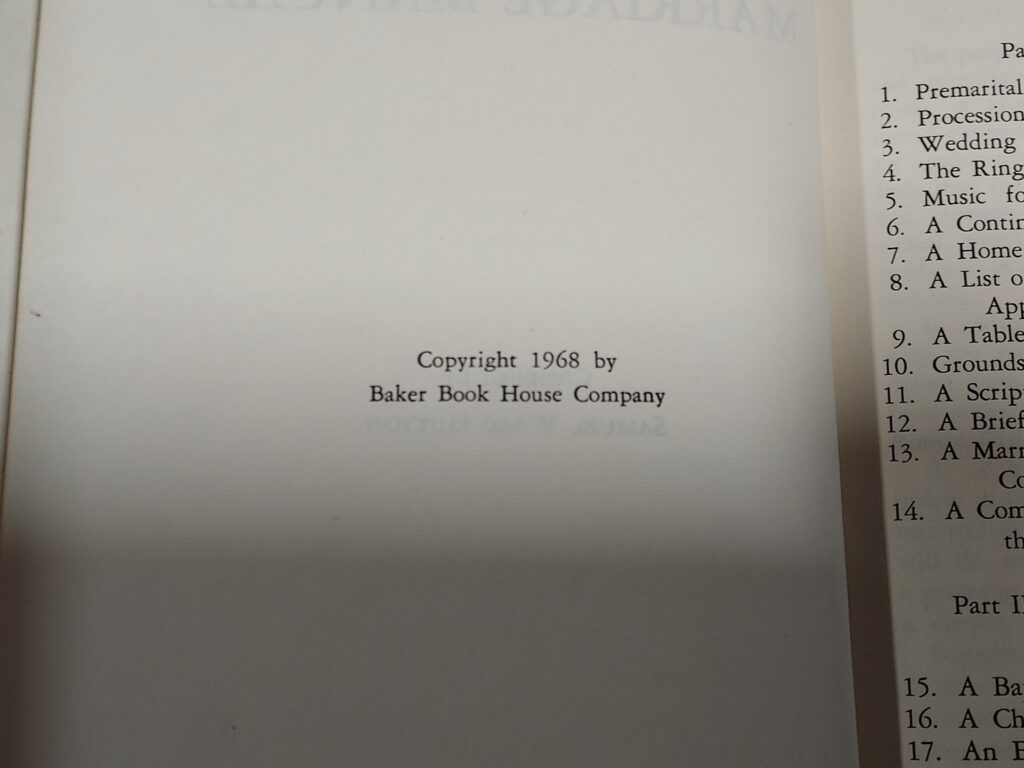 Copyright 1968 by
Baker Book House Company
1. Premarital
2. Procession
3. Wedding
4. The Ring
5. Music fo
6. A Contin
7. A Home
8. A List o
App
9. A Table
10. Grounds
11. A Scrip
12. A Brief
13. A Marr
Co
14. A Com
th
Part I
15. A Ba
16. A Ch
17. An E